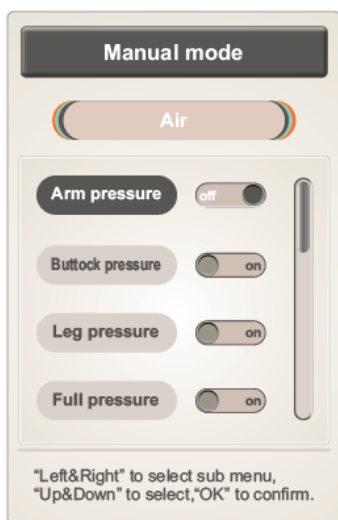 Manual mode
Air
Arm pressure off
Buttock pressure on
Leg pressure on
Full pressure on
“Left&Right” to select sub menu,
“Up&Down” to select,“OK” to confirm.